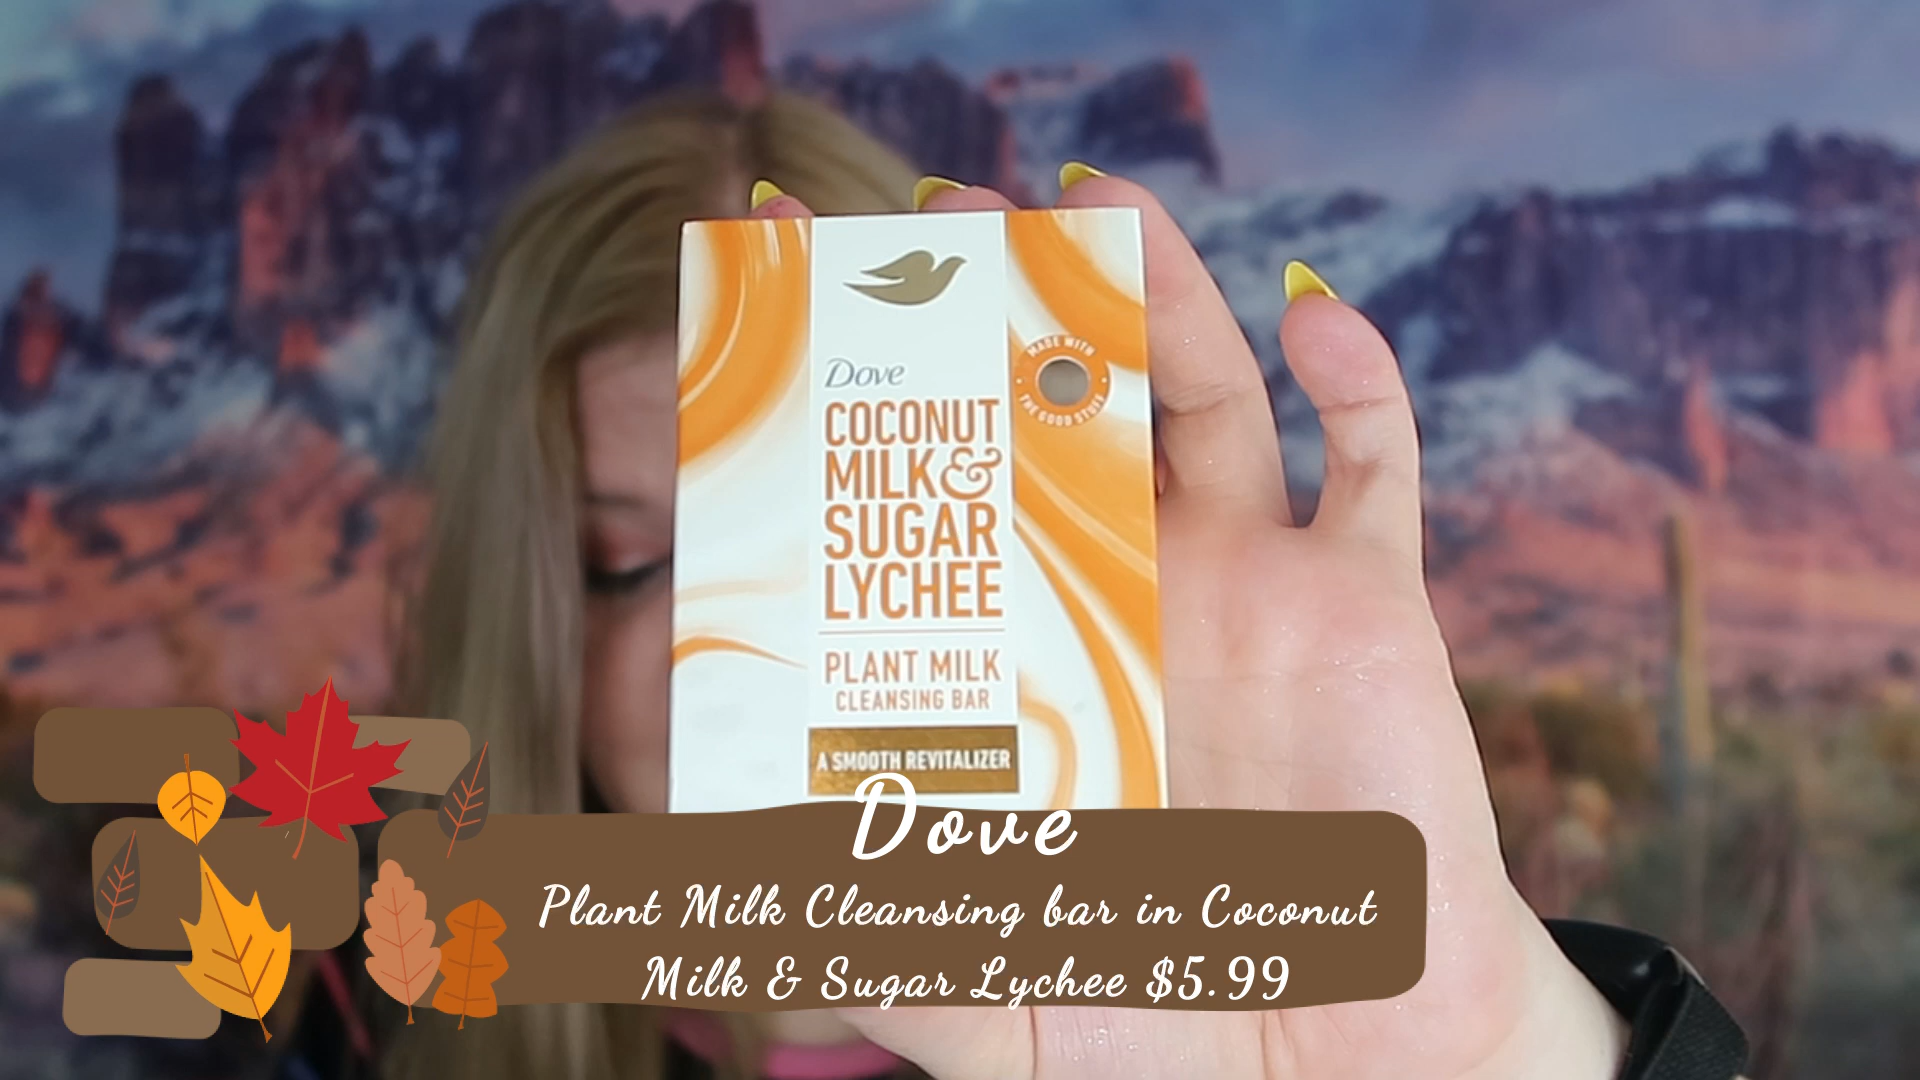 Dove
COCONUT
MILK &
SUGAR
LYCHEE
PLANT MILK
CLEANSING BAR
A SMOOTH REVITALIZER
MADE WITH
THE GOOD STUFF
Dove
Plant Milk Cleansing bar in Coconut
Milk & Sugar Lychee $5.99